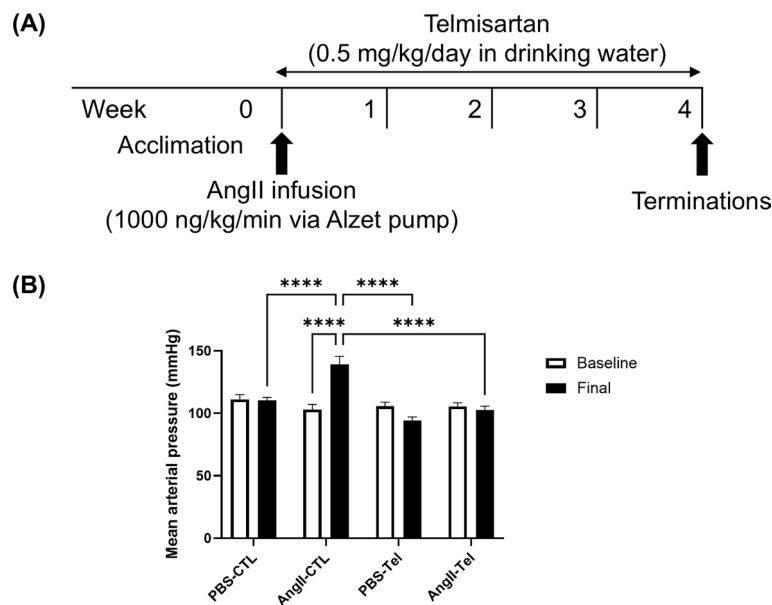 (A)
Telmisartan
(0.5 mg/kg/day in drinking water)
Week 0 1 2 3 4
Acclimation
AngII infusion
(1000 ng/kg/min via Alzet pump)
Terminations
(B)
**** ****
**** ****
Mean arterial pressure (mmHg)
150
100
50
0
Baseline
Final
PBS-CTL
AngII-CTL
PBS-Tel
AngII-Tel